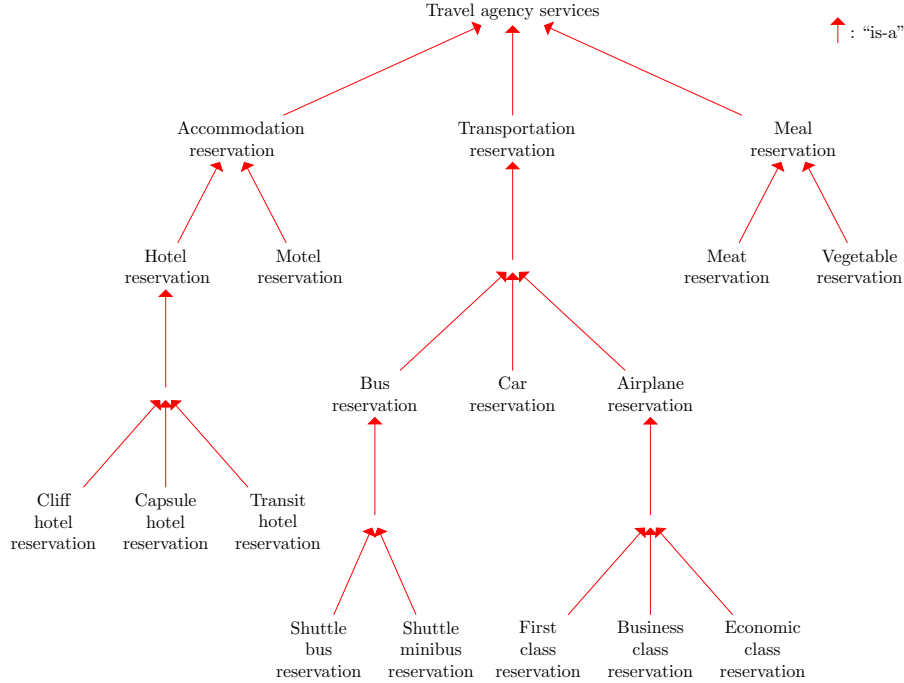 Travel agency services
: “is-a”
Accommodation
reservation
Transportation
reservation
Meal
reservation
Hotel
reservation
Motel
reservation
Meat
reservation
Vegetable
reservation
Bus
reservation
Car
reservation
Airplane
reservation
Cliff
hotel
reservation
Capsule
hotel
reservation
Transit
hotel
reservation
Shuttle
bus
reservation
Shuttle
minibus
reservation
First
class
reservation
Business
class
reservation
Economic
class
reservation